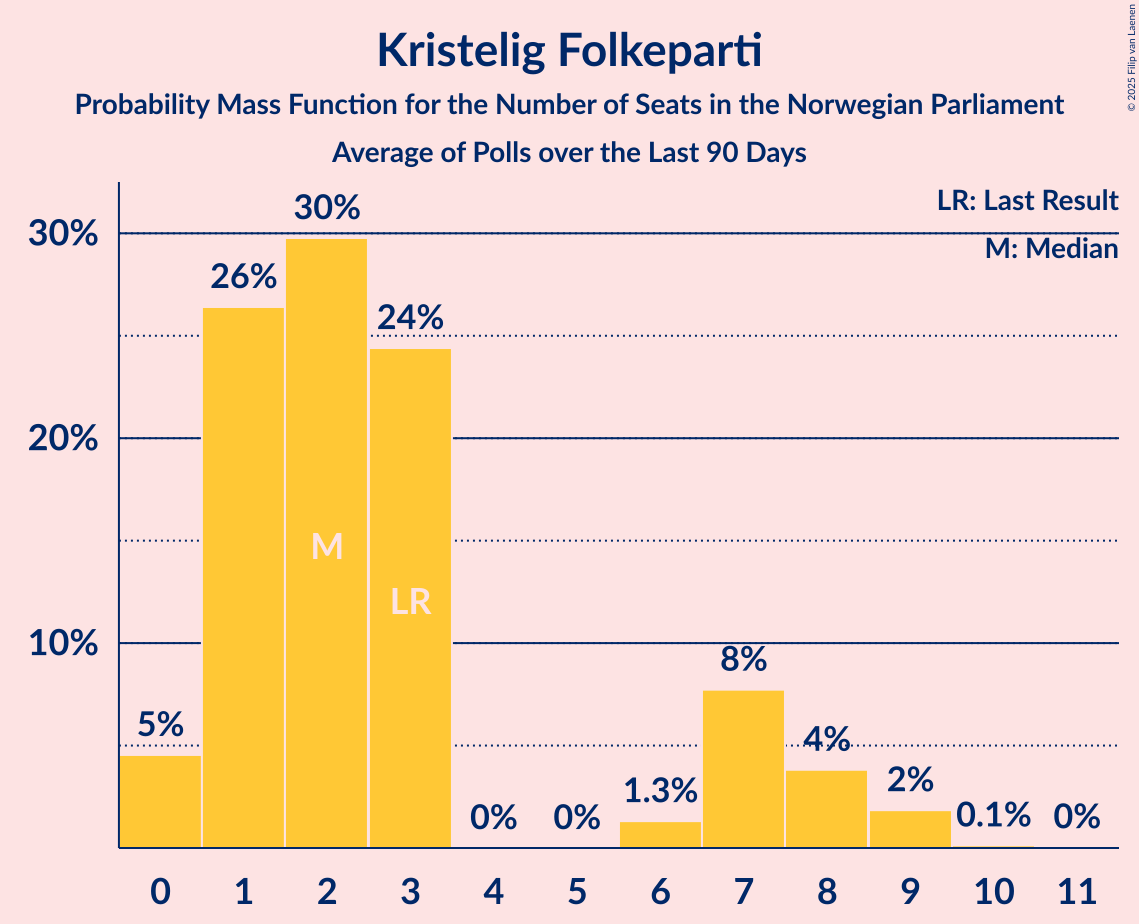 Kristelig Folkeparti
Probability Mass Function for the Number of Seats in the Norwegian Parliament
Average of Polls over the Last 90 Days
© 2025 Filip van Laenen
LR: Last Result
M: Median
30%
20%
10%
5%
26%
30%
24%
0%
0%
1.3%
8%
4%
2%
0.1%
0%
M
LR
0 1 2 3 4 5 6 7 8 9 10 11